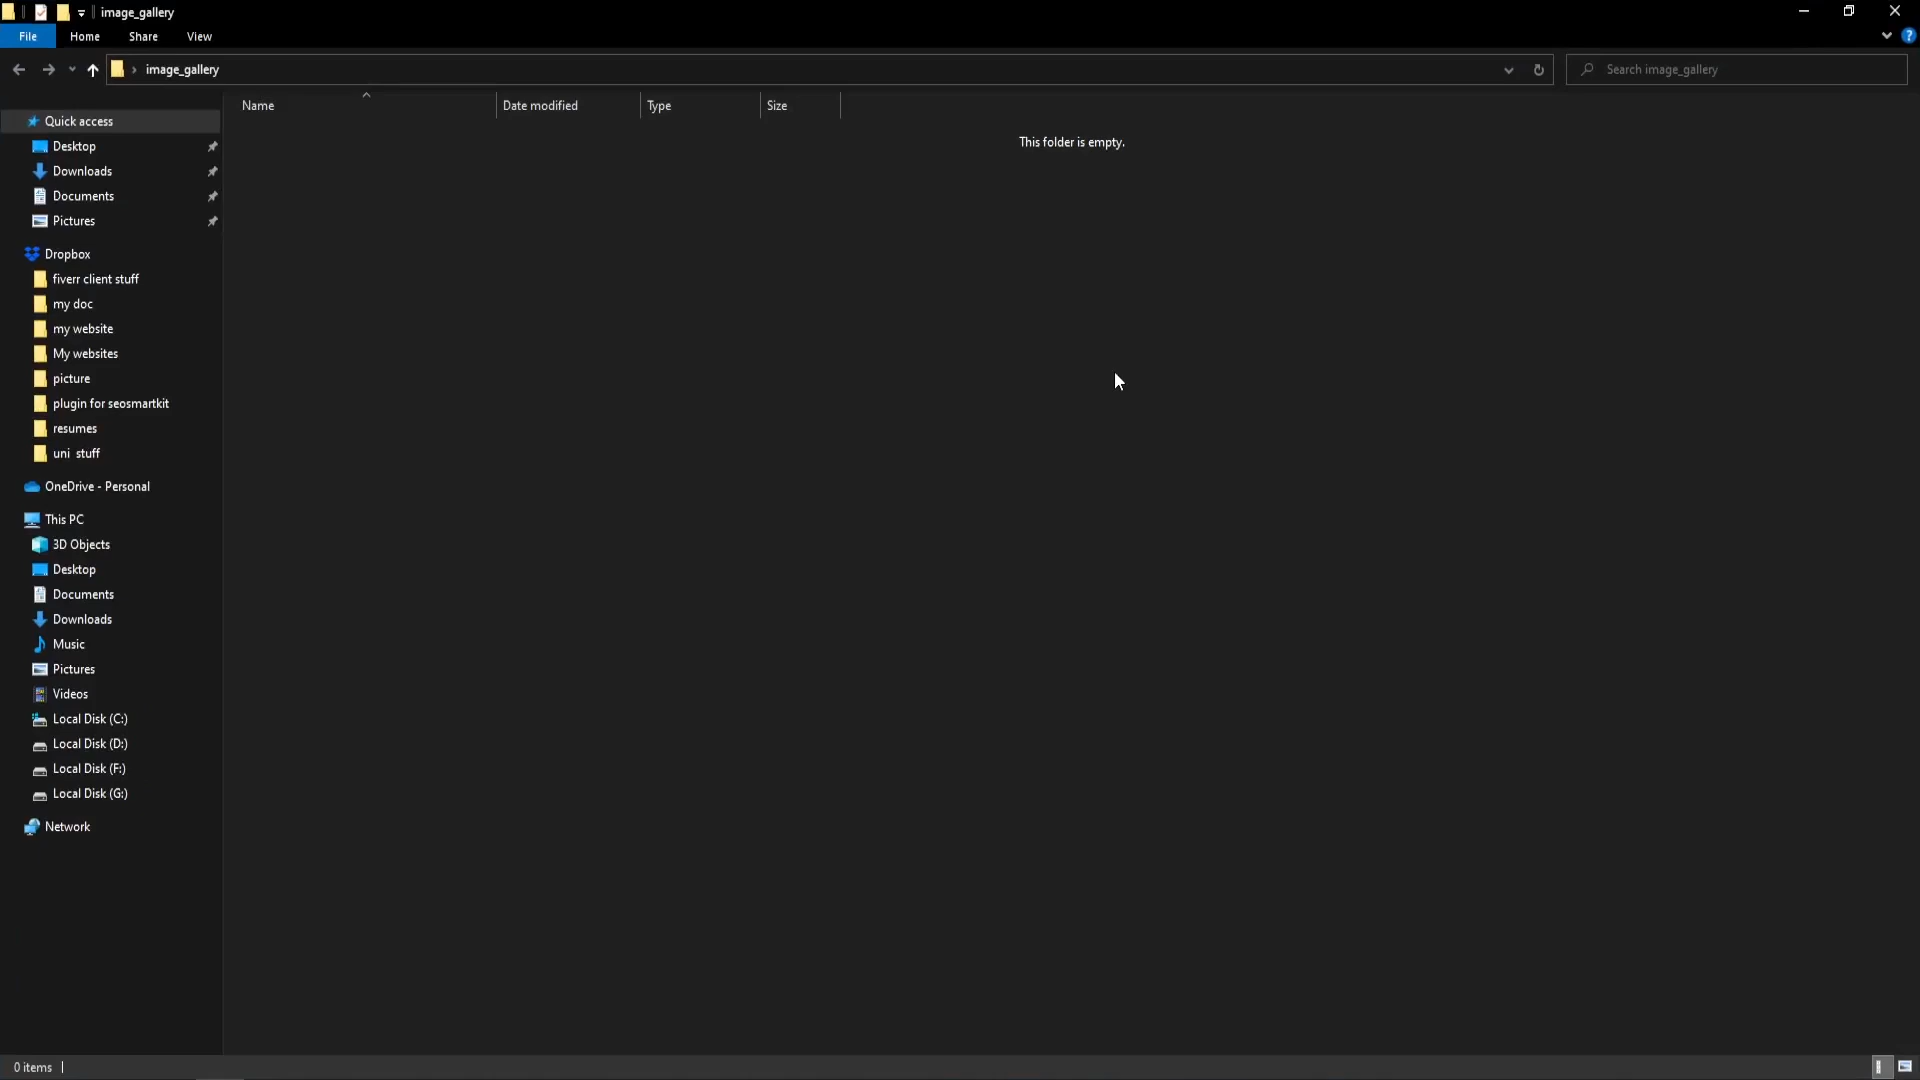 image_gallery
File Home Share View
image_gallery
Search image_gallery
Name Date modified Type Size
This folder is empty.
Quick access
Desktop
Downloads
Documents
Pictures
Dropbox
fiverr client stuff
my doc
my website
My websites
picture
plugin for seosmartkit
resumes
uni stuff
OneDrive - Personal
This PC
3D Objects
Desktop
Documents
Downloads
Music
Pictures
Videos
Local Disk (C:)
Local Disk (D:)
Local Disk (F:)
Local Disk (G:)
Network
0 items